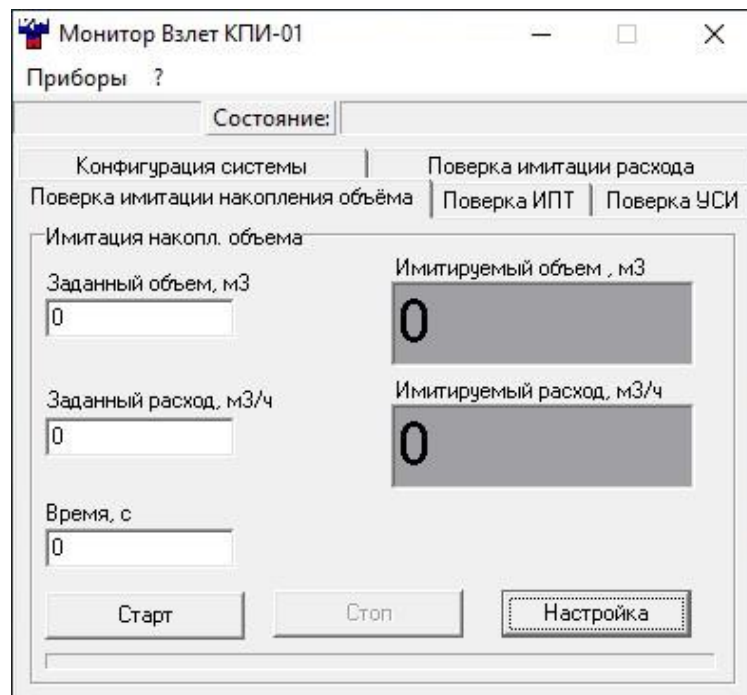 Монитор Взлет КПИ-01
Приборы ?
Состояние:
Конфигурация системы Поверка имитации расхода
Поверка имитации накопления объёма Поверка ИПТ Поверка УСИ
Имитация накопл. объема
Заданный объем, м3
0
Имитируемый объем , м3
0
Заданный расход, м3/ч
0
Имитируемый расход, м3/ч
0
Время, с
0
Старт Стоп Настройка